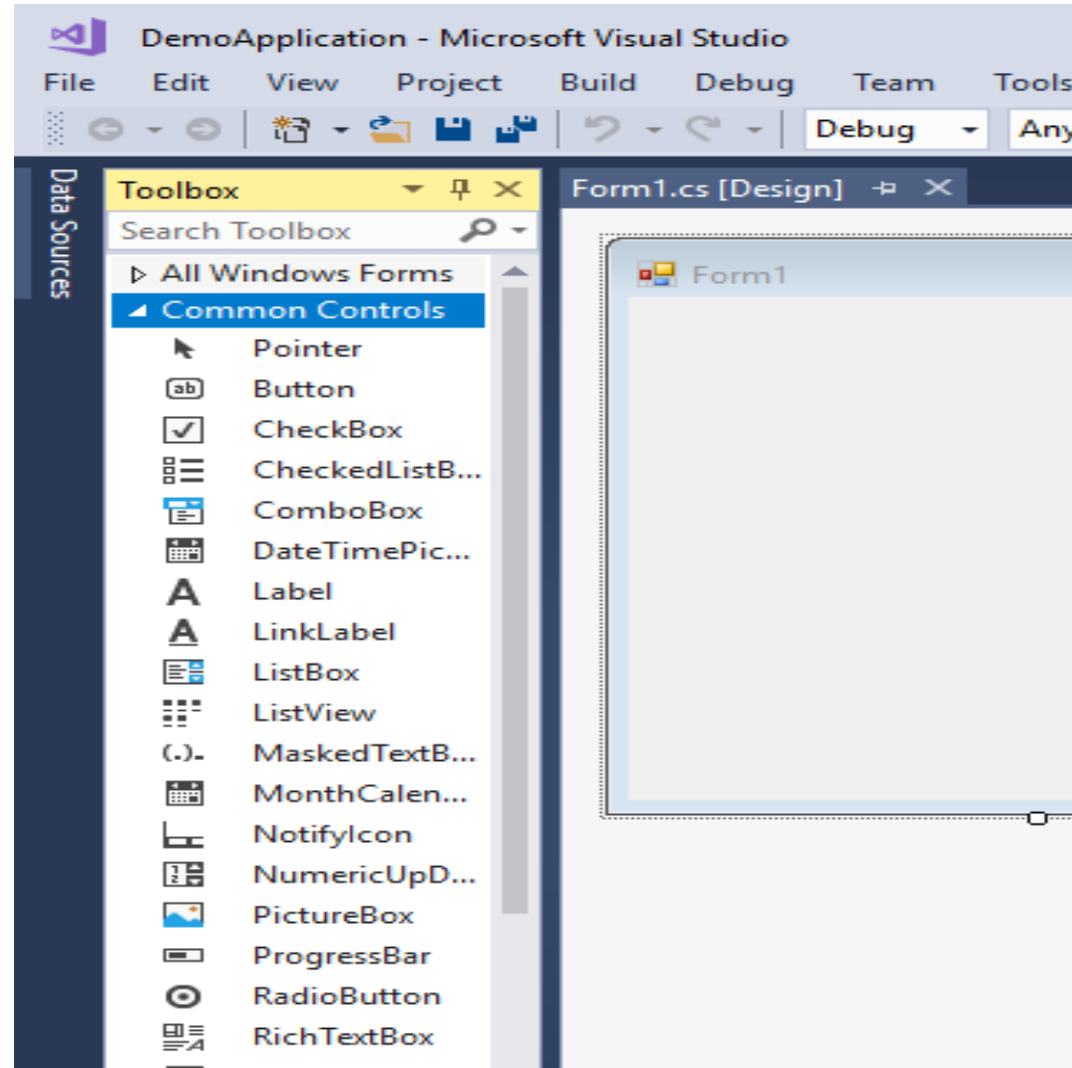 DemoApplication - Microsoft Visual Studio
File Edit View Project Build Debug Team Tools
Debug Any
Data Sources
Toolbox
Search Toolbox
All Windows Forms
Common Controls
Pointer
Button
CheckBox
CheckedListB...
ComboBox
DateTimePic...
Label
LinkLabel
ListBox
ListView
MaskedTextB...
MonthCalen...
NotifyIcon
NumericUpD...
PictureBox
ProgressBar
RadioButton
RichTextBox
Form1.cs [Design]
Form1